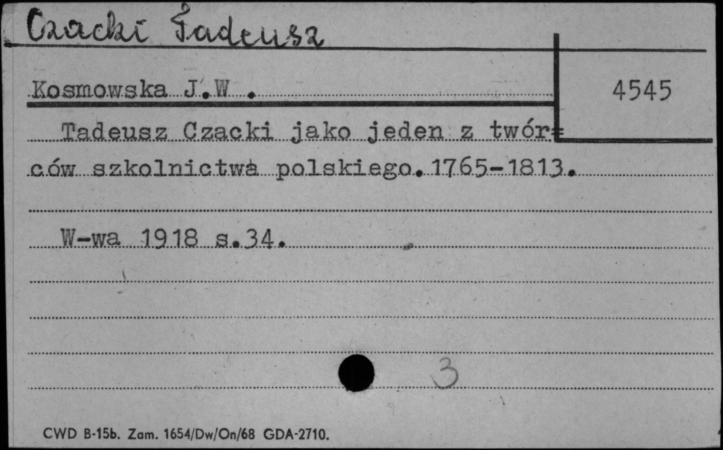 Czacki Tadeusz
Kosmowska J.W .
4545
Tadeusz Czacki jako jeden z twór=
ców szkolnictwa polskiego.1765-1813.
W-wa 1918 s.34.
3
CWD B-15b. Zam. 1654/Dw/On/68 GDA-2710.